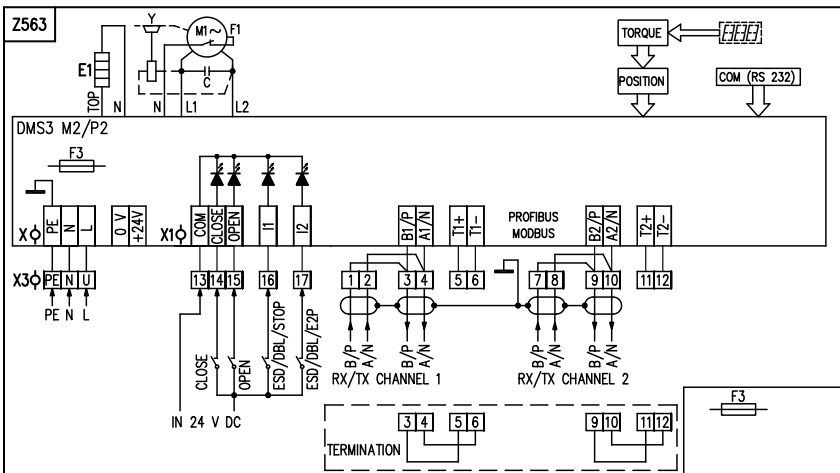 Z563
Y
M1~
F1
E1
C
TOP
N
N
L1
L2
TORQUE
POSITION
COM (RS 232)
DMS3 M2/P2
F3
X
PE
N
L
0 V
+24V
X1
COM
CLOSE
OPEN
I1
I2
B1/P
A1/N
T1+
T1-
PROFIBUS
MODBUS
B2/P
A2/N
T2+
T2-
X3
PE
N
U
13
14
15
16
17
1
2
3
4
5
6
7
8
9
10
11
12
PE N L
CLOSE
OPEN
ESD/DBL/STOP
ESD/DBL/E2P
B/P
A/N
B/P
A/N
B/P
A/N
B/P
A/N
RX/TX CHANNEL 1
RX/TX CHANNEL 2
IN 24 V DC
TERMINATION
3
4
5
6
9
10
11
12
F3